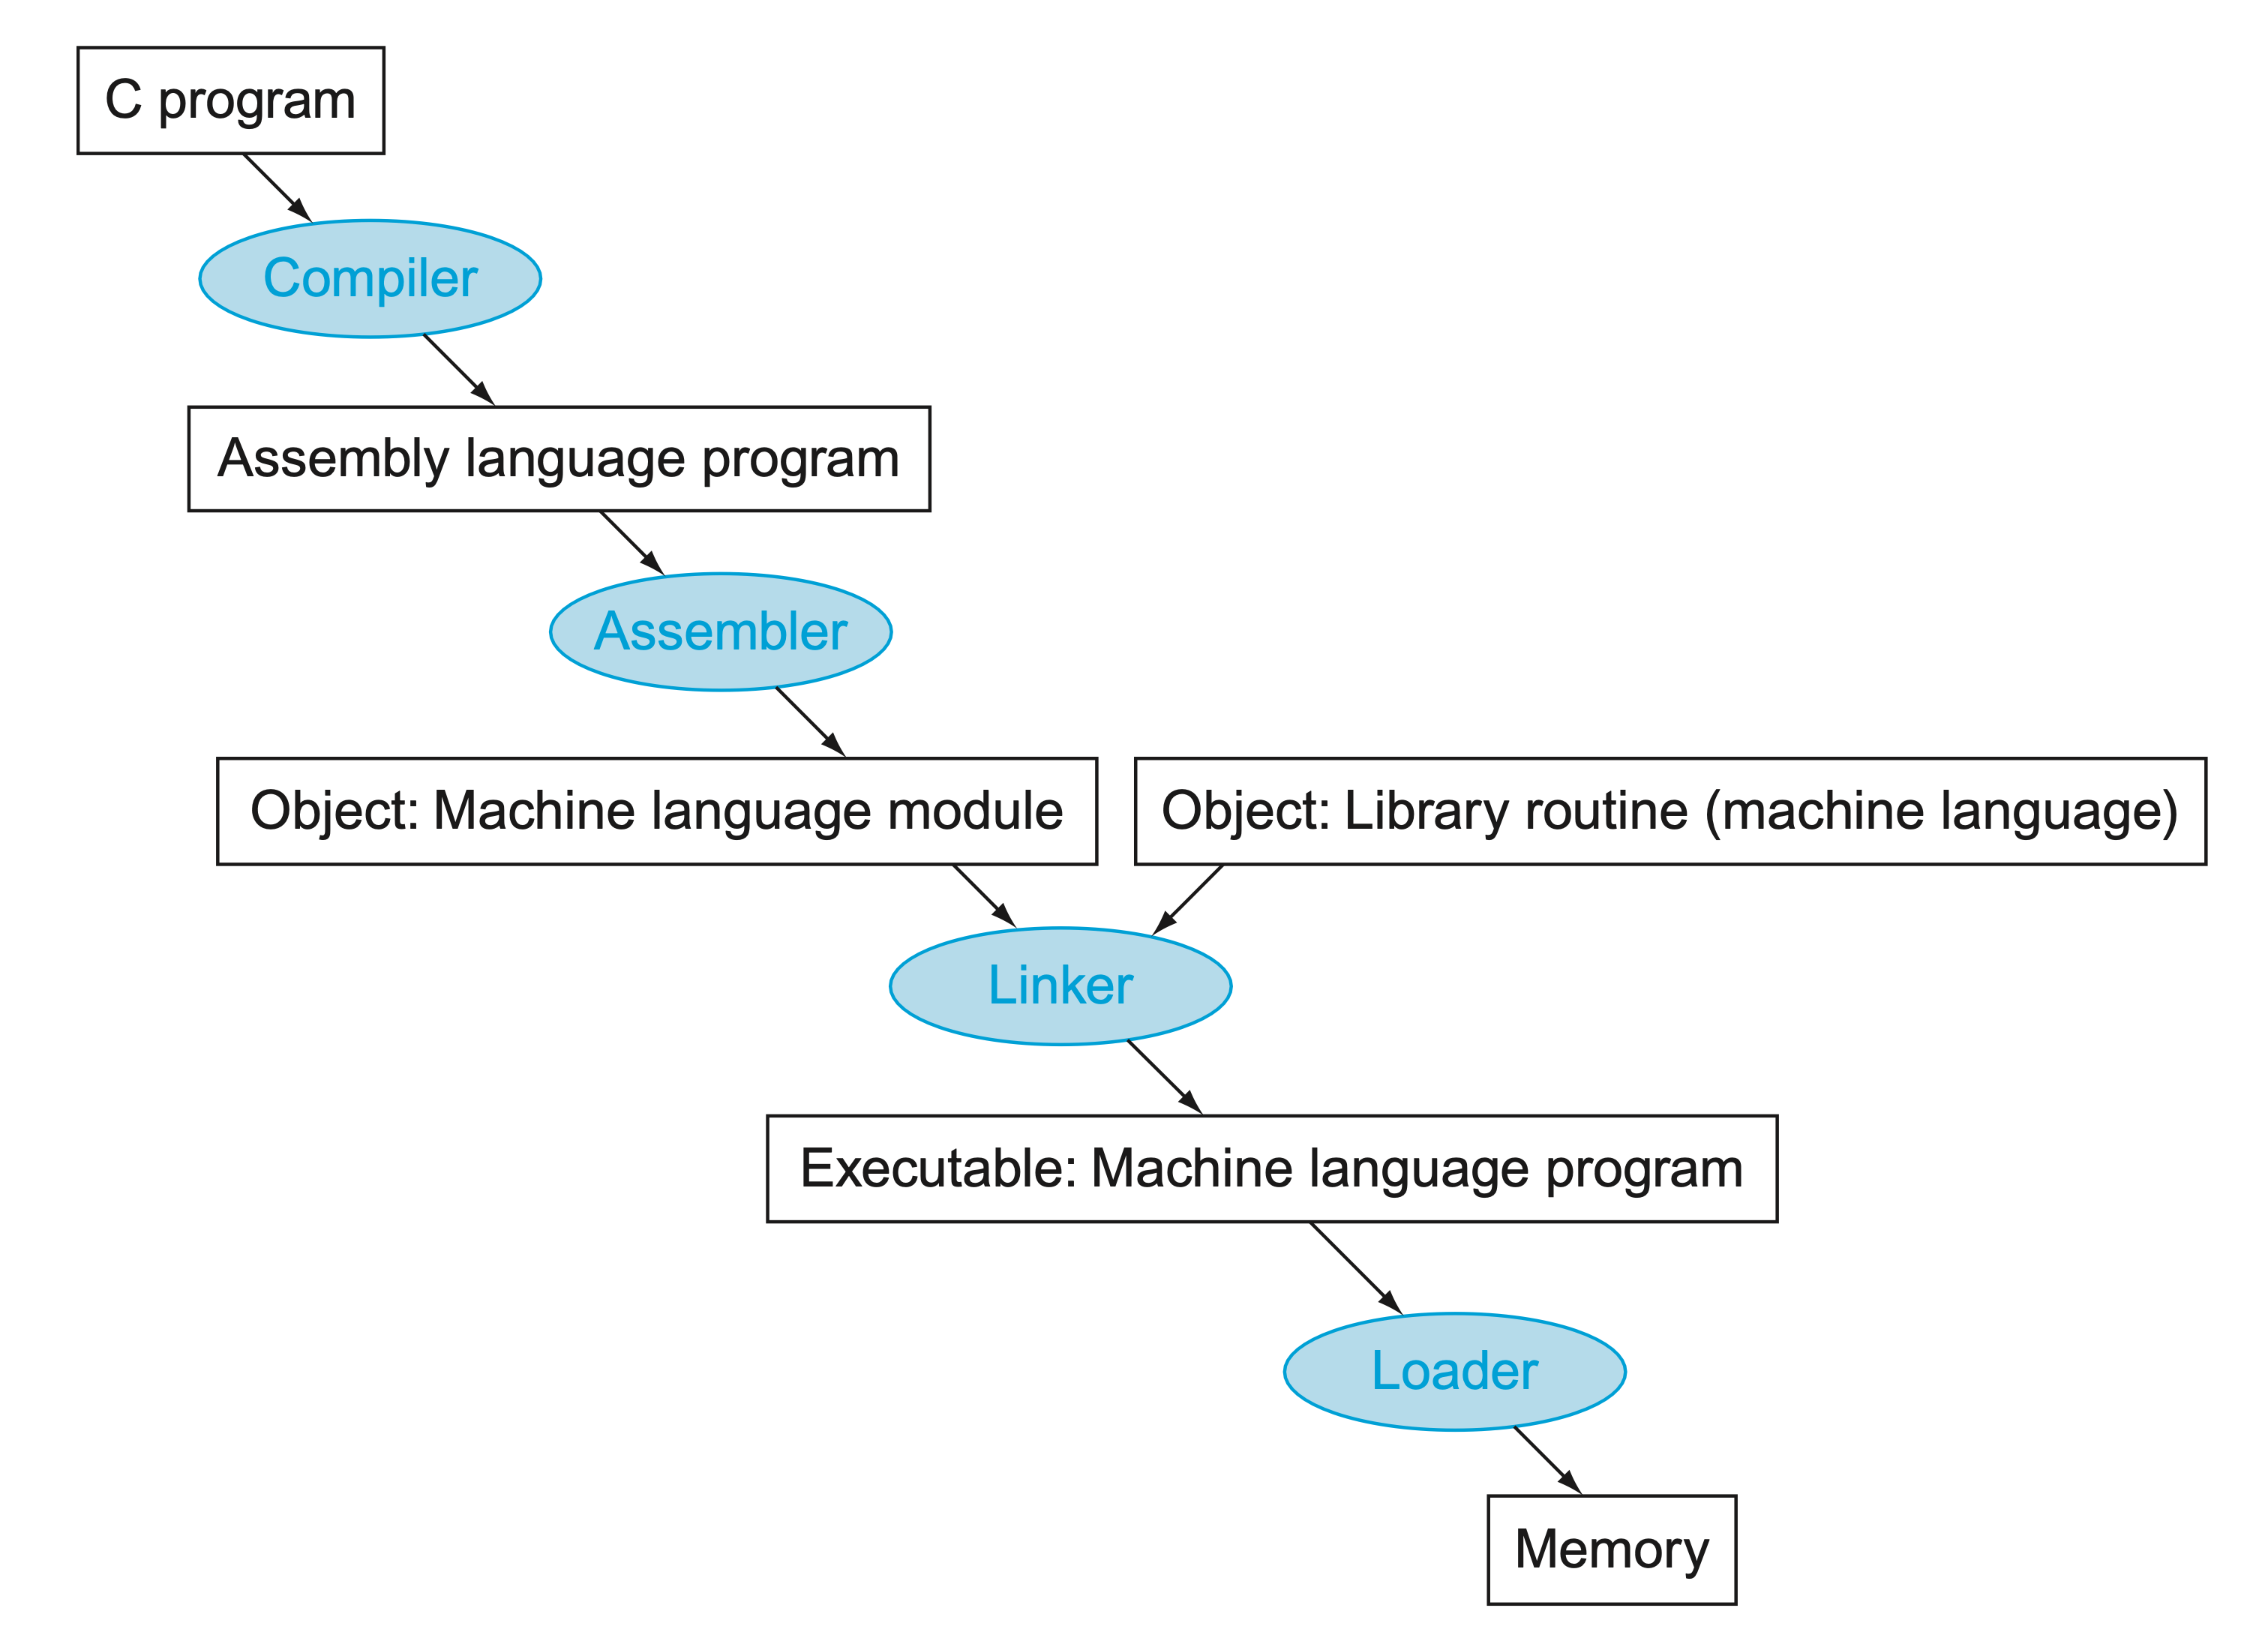 C program
Compiler
Assembly language program
Assembler
Object: Machine language module
Object: Library routine (machine language)
Linker
Executable: Machine language program
Loader
Memory